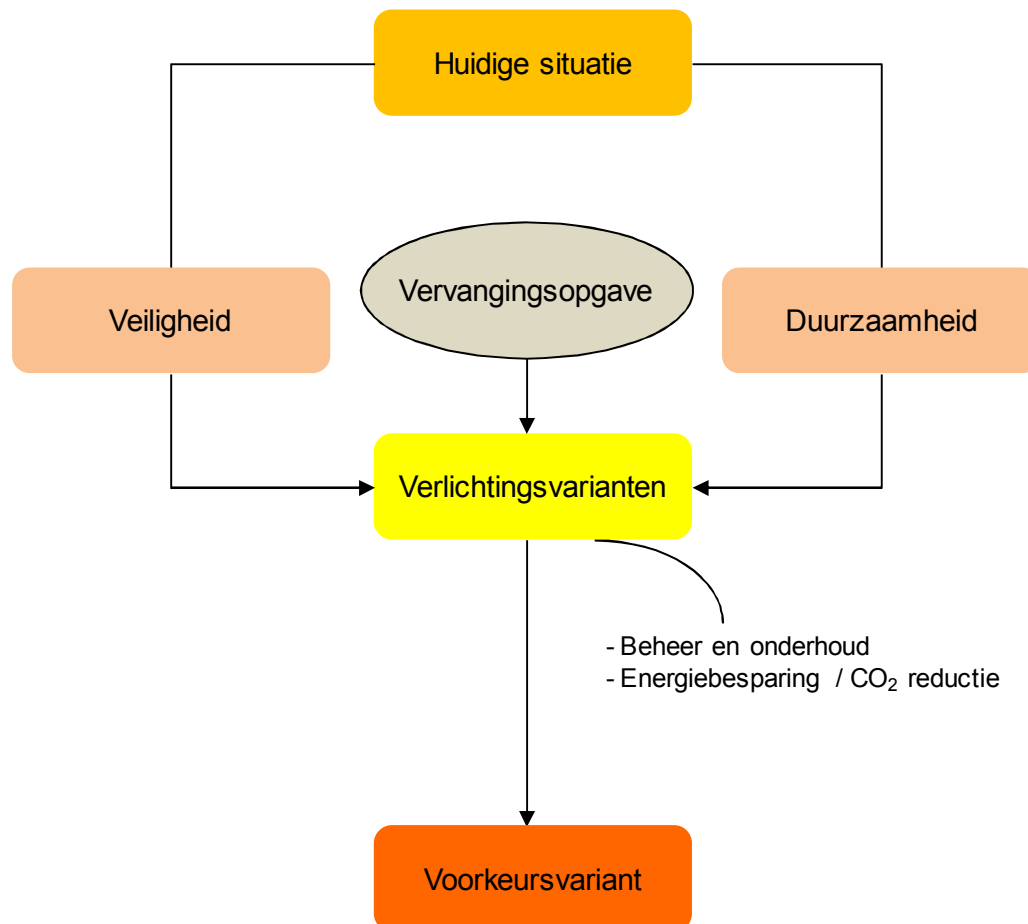 Huidige situatie
Vervangingsopgave
Veiligheid
Duurzaamheid
Verlichtingsvarianten
- Beheer en onderhoud
- Energiebesparing / CO₂ reductie
Voorkeursvariant